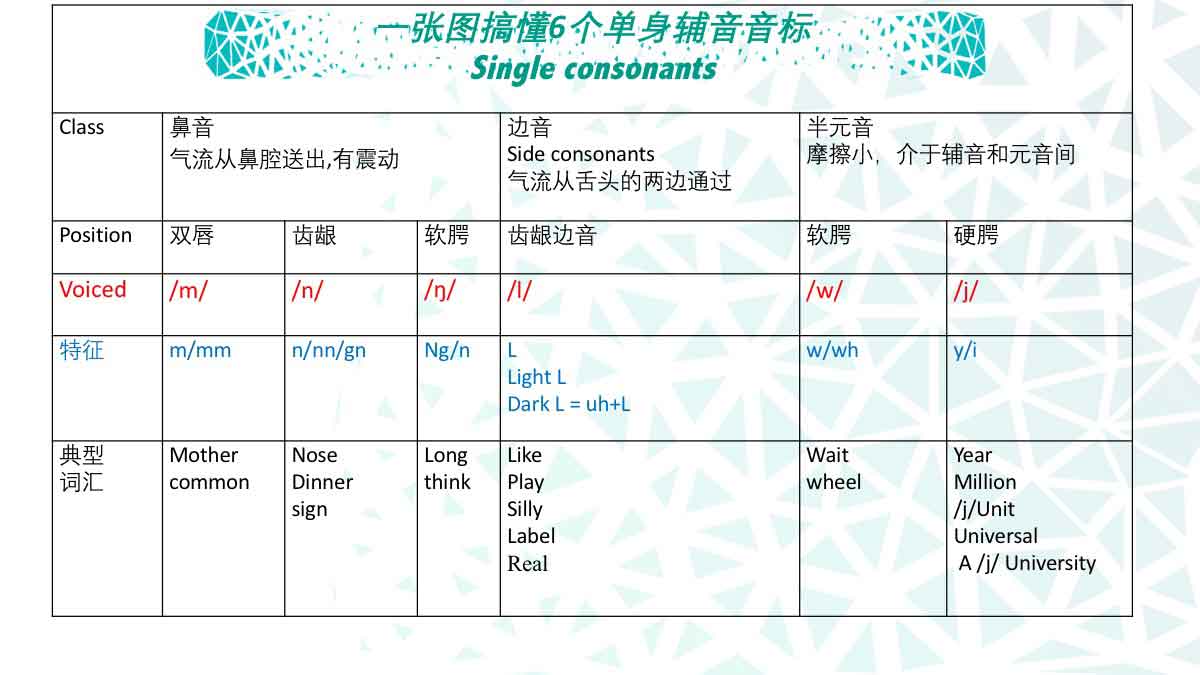 一张图搞懂6个单身辅音音标
Single consonants
Class
鼻音
气流从鼻腔送出,有震动
边音
Side consonants
气流从舌头的两边通过
半元音
摩擦小，介于辅音和元音间
Position
双唇
齿龈
软腭
齿龈边音
软腭
硬腭
Voiced
/m/
/n/
/ŋ/
/l/
/w/
/j/
特征
m/mm
n/nn/gn
Ng/n
L
Light L
Dark L = uh+L
w/wh
y/i
典型
词汇
Mother
common
Nose
Dinner
sign
Long
think
Like
Play
Silly
Label
Real
Wait
wheel
Year
Million
/j/Unit
Universal
A /j/ University